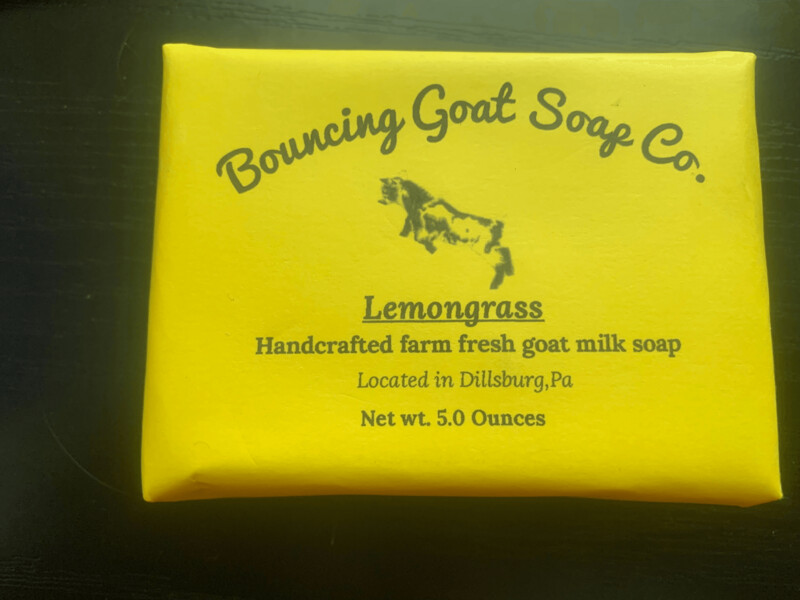 Bouncing Goat Soap Co.
Lemongrass
Handcrafted farm fresh goat milk soap
Located in Dillsburg,Pa
Net wt. 5.0 Ounces